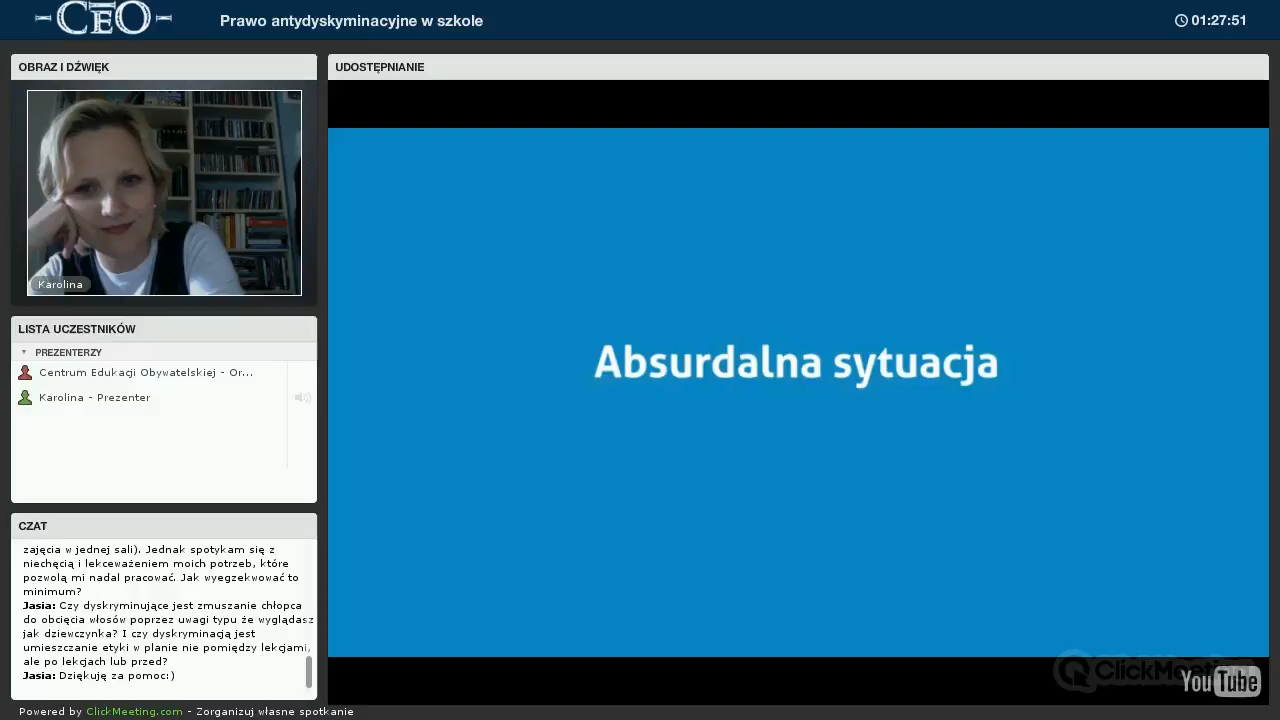 CEO
Prawo antydyskyminacyjne w szkole
01:27:51
OBRAZ I DŹWIĘK
UDOSTĘPNIANIE
Karolina
Absurdalna sytuacja
LISTA UCZESTNIKÓW
PREZENTERZY
Centrum Edukacji Obywatelskiej - Or...
Karolina - Prezenter
CZAT
zajęcia w jednej sali). Jednak spotykam się z
niechęcią i lekceważeniem moich potrzeb, które
pozwolą mi nadal pracować. Jak wyegzekwować to
minimum?
Jasia: Czy dyskryminujące jest zmuszanie chłopca
do obcięcia włosów poprzez uwagi typu że wyglądasz
jak dziewczynka? I czy dyskryminacją jest
umieszczanie etyki w planie nie pomiędzy lekcjami,
ale po lekcjach lub przed?
Jasia: Dziękuję za pomoc:)
ClickMeeting
YouTube
Powered by ClickMeeting.com - Zorganizuj własne spotkanie